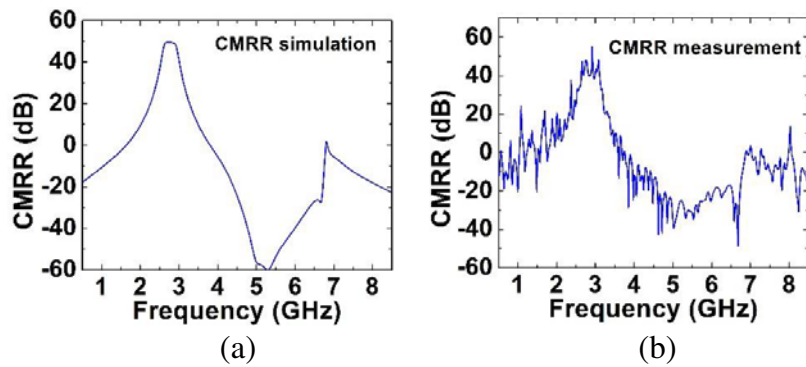 CMRR simulation
CMRR (dB)
60
40
20
0
-20
-40
-60
1 2 3 4 5 6 7 8
Frequency (GHz)
(a)
CMRR measurement
CMRR (dB)
60
40
20
0
-20
-40
-60
1 2 3 4 5 6 7 8
Frequency (GHz)
(b)